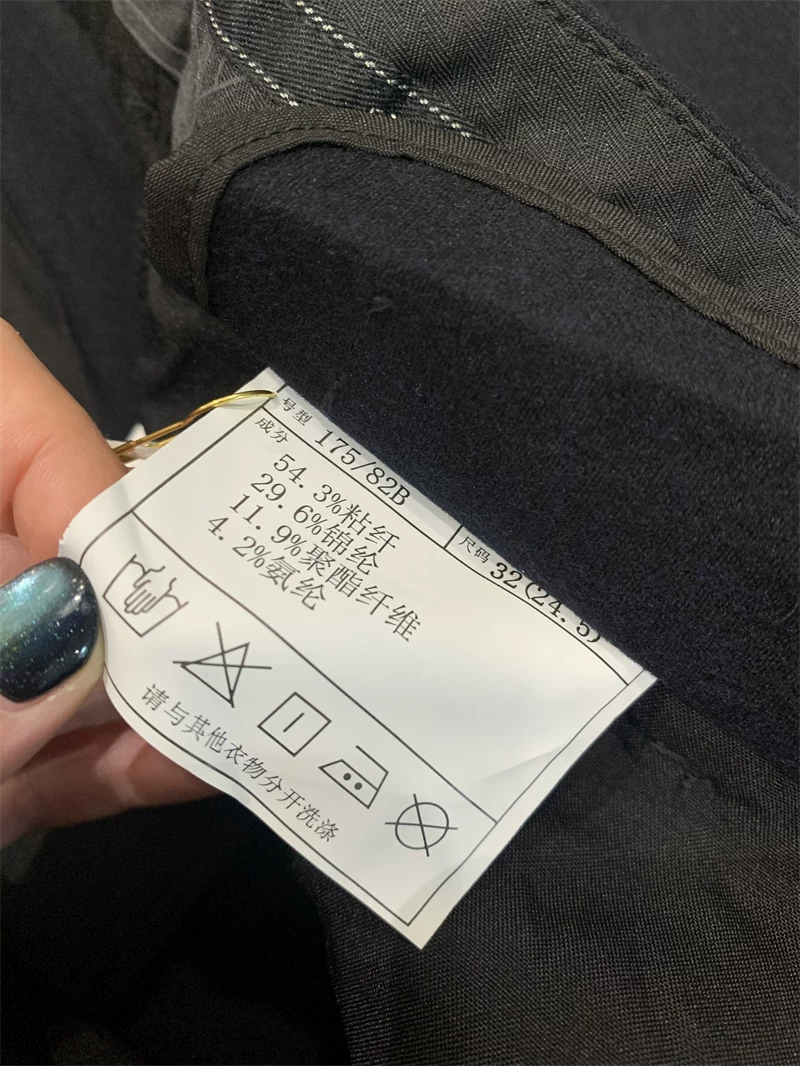 号型 175/82B 尺码 32(24.5)
成分
54.3%粘纤
29.6%锦纶
11.9%聚酯纤维
4.2%氨纶
请与其他衣物分开洗涤